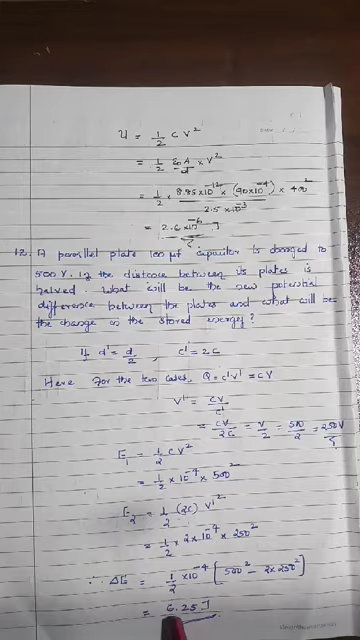 U = 1/2 C V²
= 1/2 ε₀A/d × V²
= 1/2 × 8.85×10⁻¹² × (90×10⁻⁴) × 400² / 2.5×10⁻³
= 2.6×10⁻⁶ J
A parallel plate 100 μf capacitor is charged to
500 V. If the distance between its plates is
halved. what will be the new potential
difference between the plates and what will be
the change in the stored energy?
If d' = d/2 , C' = 2C
Here For the two cases, Q = C'V' = CV
V' = CV/C'
= CV/2C = V/2 = 500/2 = 250V
E₁ = 1/2 CV²
= 1/2 × 10⁻⁴ × 500²
E₂ = 1/2 (2C) V'²
= 1/2 × 2×10⁻⁴ × 250²
∴ ΔE = 1/2 ×10⁻⁴ [500² − 2×250²]
= 6.25 J